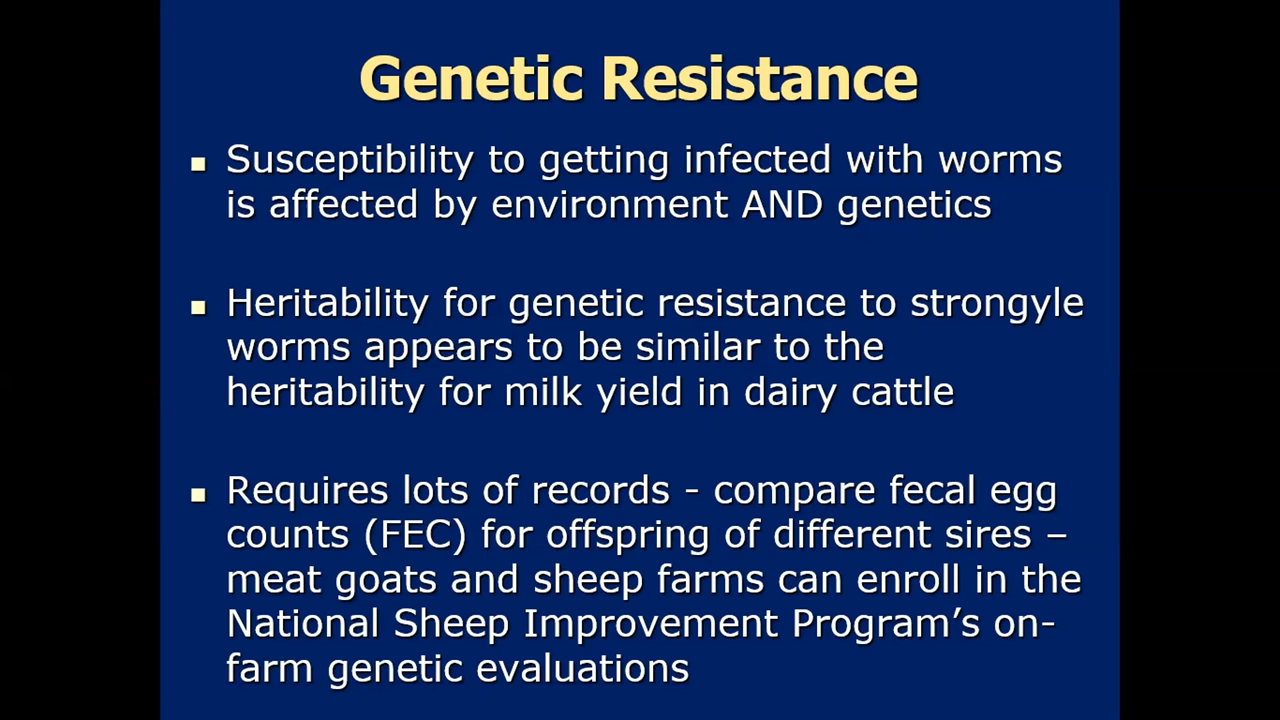 Genetic Resistance
▪ Susceptibility to getting infected with worms
is affected by environment AND genetics
▪ Heritability for genetic resistance to strongyle
worms appears to be similar to the
heritability for milk yield in dairy cattle
▪ Requires lots of records - compare fecal egg
counts (FEC) for offspring of different sires –
meat goats and sheep farms can enroll in the
National Sheep Improvement Program’s on-
farm genetic evaluations